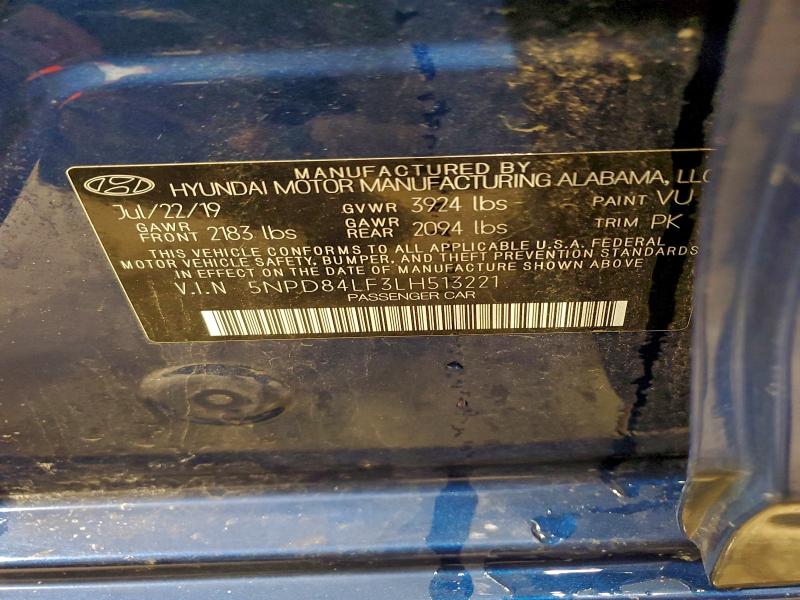 MANUFACTURED BY
HYUNDAI MOTOR MANUFACTURING ALABAMA, LLC
Jul/22/19 GVWR 3924 lbs PAINT VU
GAWR FRONT 2183 lbs GAWR REAR 2094 lbs TRIM PK
THIS VEHICLE CONFORMS TO ALL APPLICABLE U.S.A. FEDERAL
MOTOR VEHICLE SAFETY, BUMPER, AND THEFT PREVENTION STANDARDS
IN EFFECT ON THE DATE OF MANUFACTURE SHOWN ABOVE
V.I.N 5NPD84LF3LH513221
PASSENGER CAR